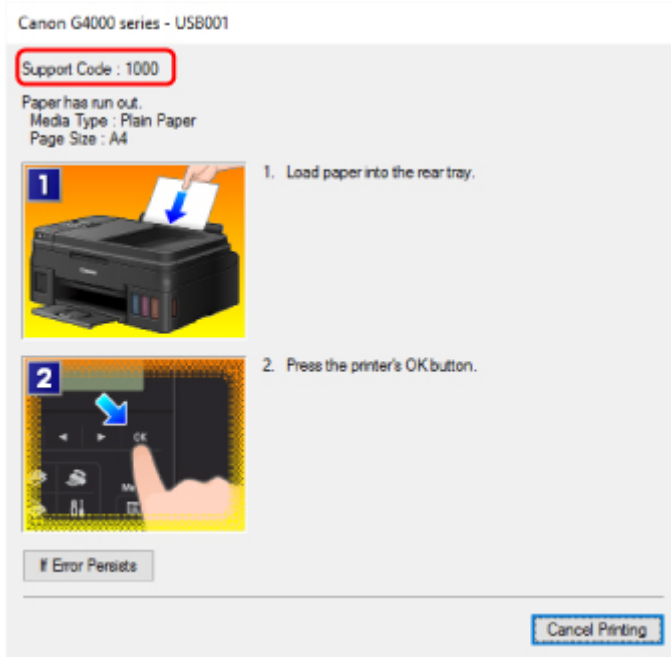 Canon G4000 series - USB001
Support Code : 1000
Paper has run out.
Media Type : Plain Paper
Page Size : A4
1
1. Load paper into the rear tray.
Canon
2
2. Press the printer's OK button.
OK
If Error Persists
Cancel Printing